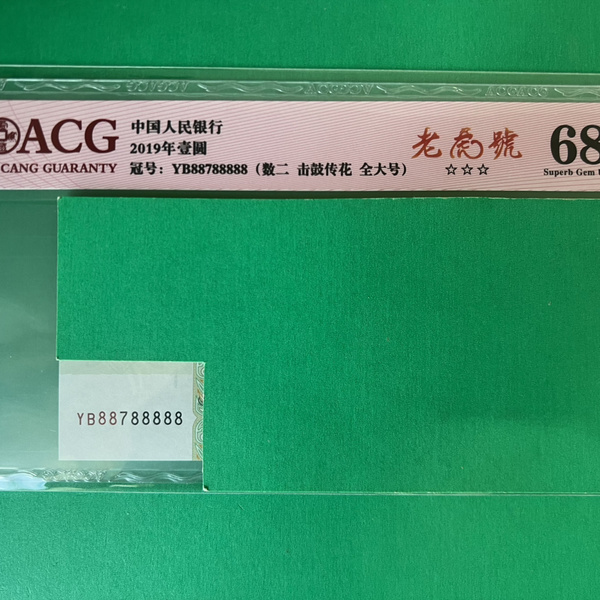 ACG
CANG GUARANTY
中国人民银行
2019年壹圆
冠号：YB88788888（数二 击鼓传花 全大号）
老虎號
☆☆☆
68
Superb Gem
YB88788888